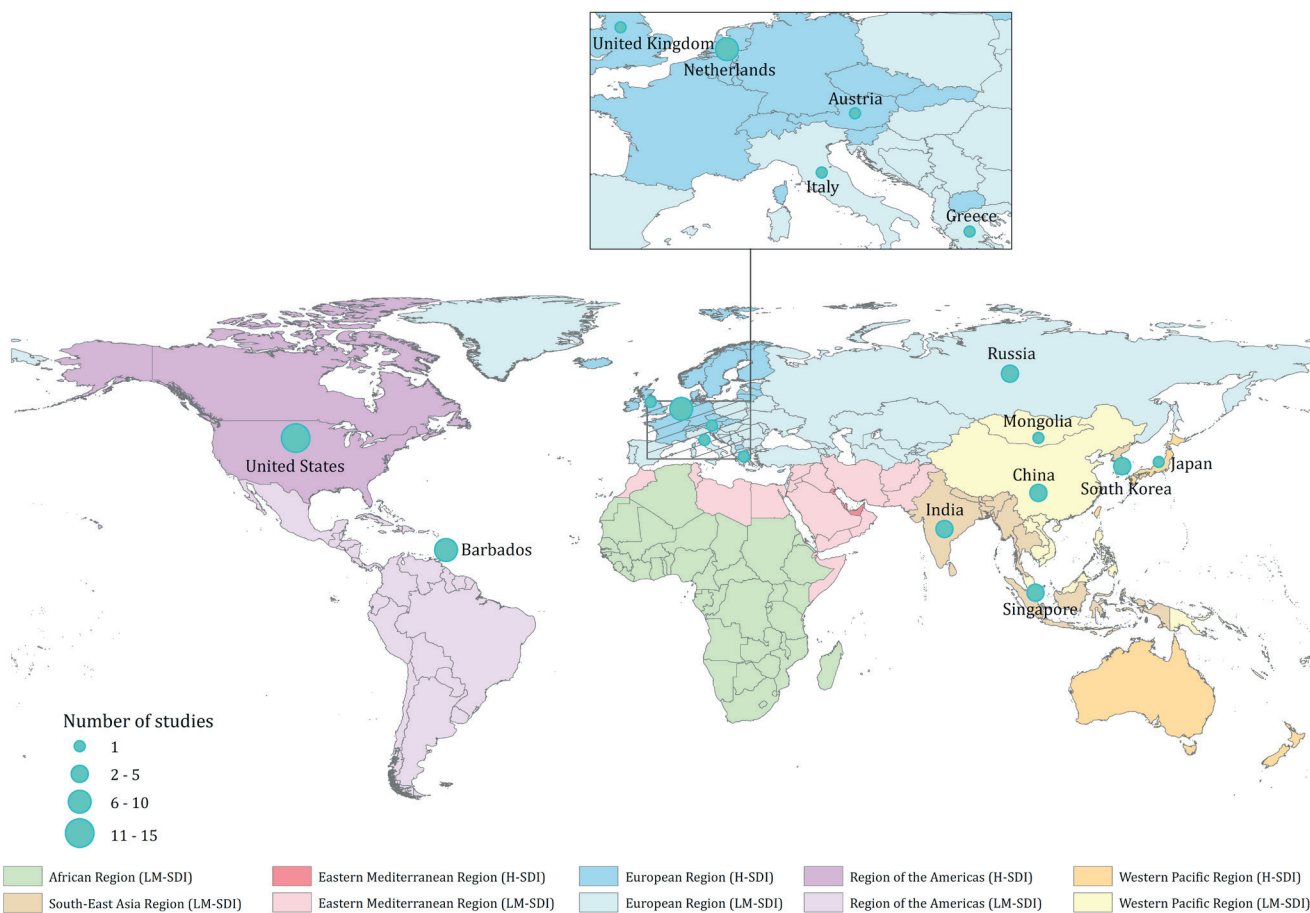 United Kingdom
Netherlands
Austria
Italy
Greece
Russia
Mongolia
United States
Japan
China
South Korea
India
Barbados
Singapore
Number of studies
1
2 - 5
6 - 10
11 - 15
African Region (LM-SDI)
Eastern Mediterranean Region (H-SDI)
European Region (H-SDI)
Region of the Americas (H-SDI)
Western Pacific Region (H-SDI)
South-East Asia Region (LM-SDI)
Eastern Mediterranean Region (LM-SDI)
European Region (LM-SDI)
Region of the Americas (LM-SDI)
Western Pacific Region (LM-SDI)